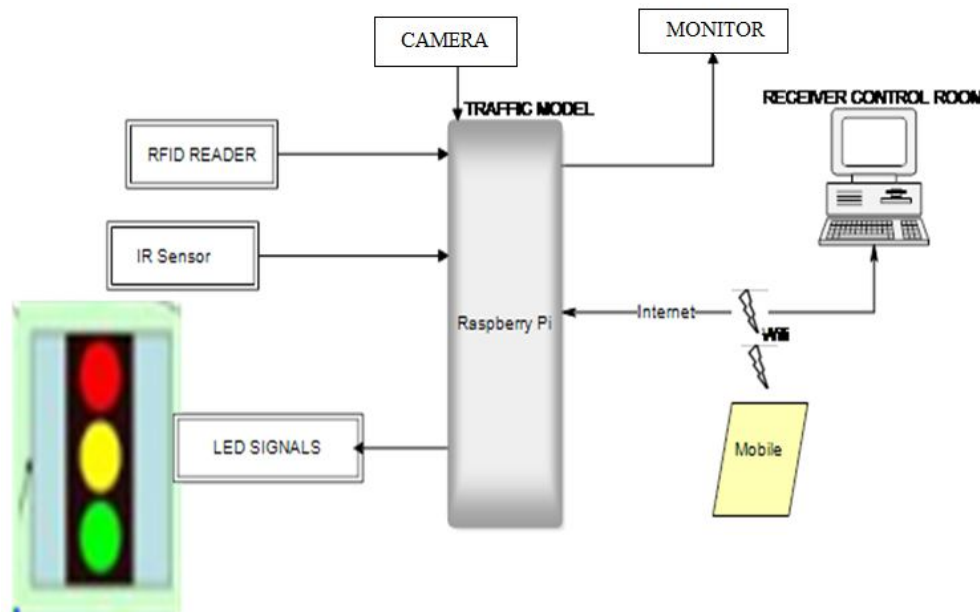 CAMERA
MONITOR
TRAFFIC MODEL
RECEIVER CONTROL ROOM
RFID READER
IR Sensor
Raspberry Pi
Internet
Wifi
LED SIGNALS
Mobile